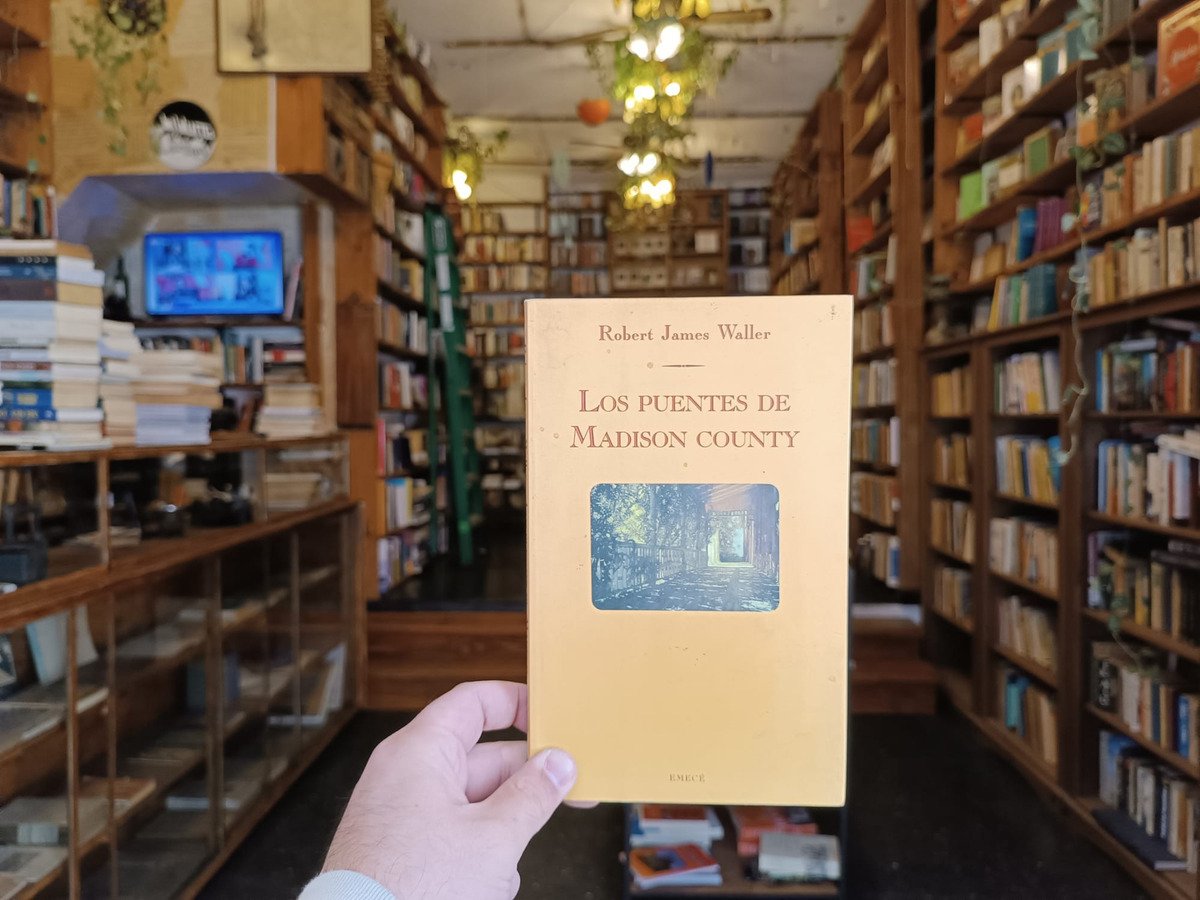 Robert James Waller
LOS PUENTES DE
MADISON COUNTY
EMECÉ